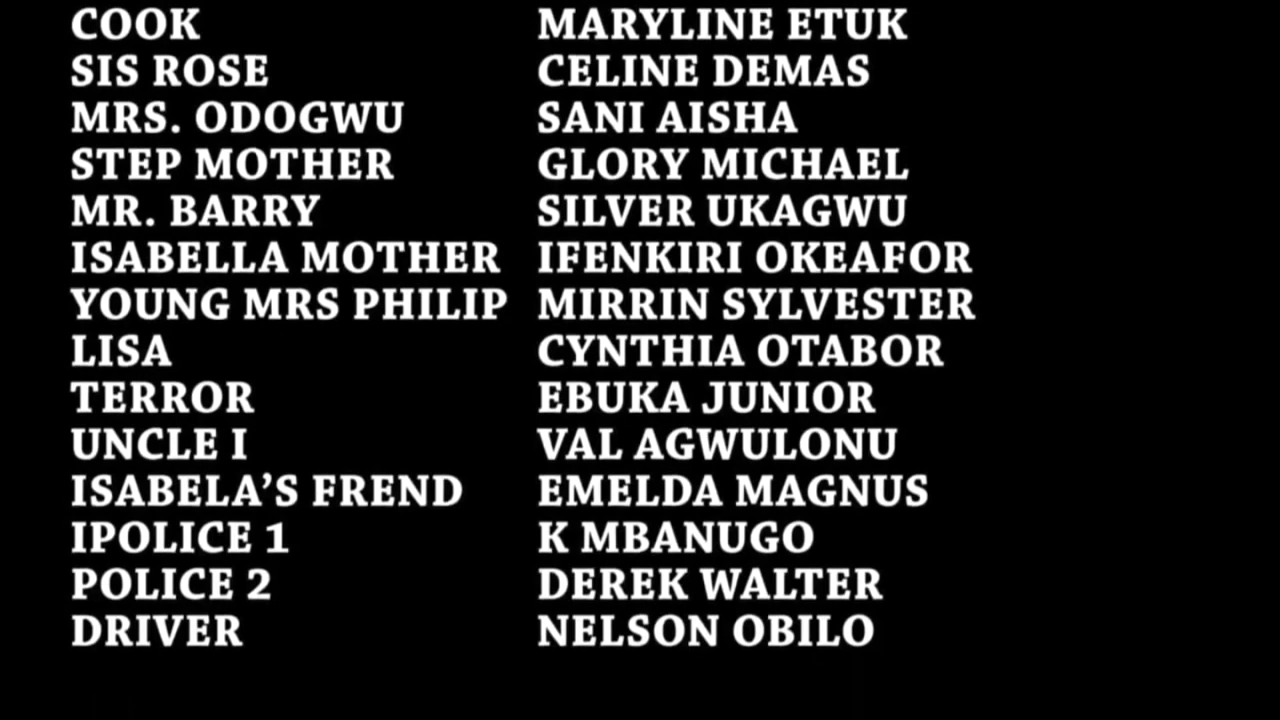 COOK MARYLINE ETUK
SIS ROSE CELINE DEMAS
MRS. ODOGWU SANI AISHA
STEP MOTHER GLORY MICHAEL
MR. BARRY SILVER UKAGWU
ISABELLA MOTHER IFENKIRI OKEAFOR
YOUNG MRS PHILIP MIRRIN SYLVESTER
LISA CYNTHIA OTABOR
TERROR EBUKA JUNIOR
UNCLE I VAL AGWULONU
ISABELA’S FREND EMELDA MAGNUS
IPOLICE 1 K MBANUGO
POLICE 2 DEREK WALTER
DRIVER NELSON OBILO